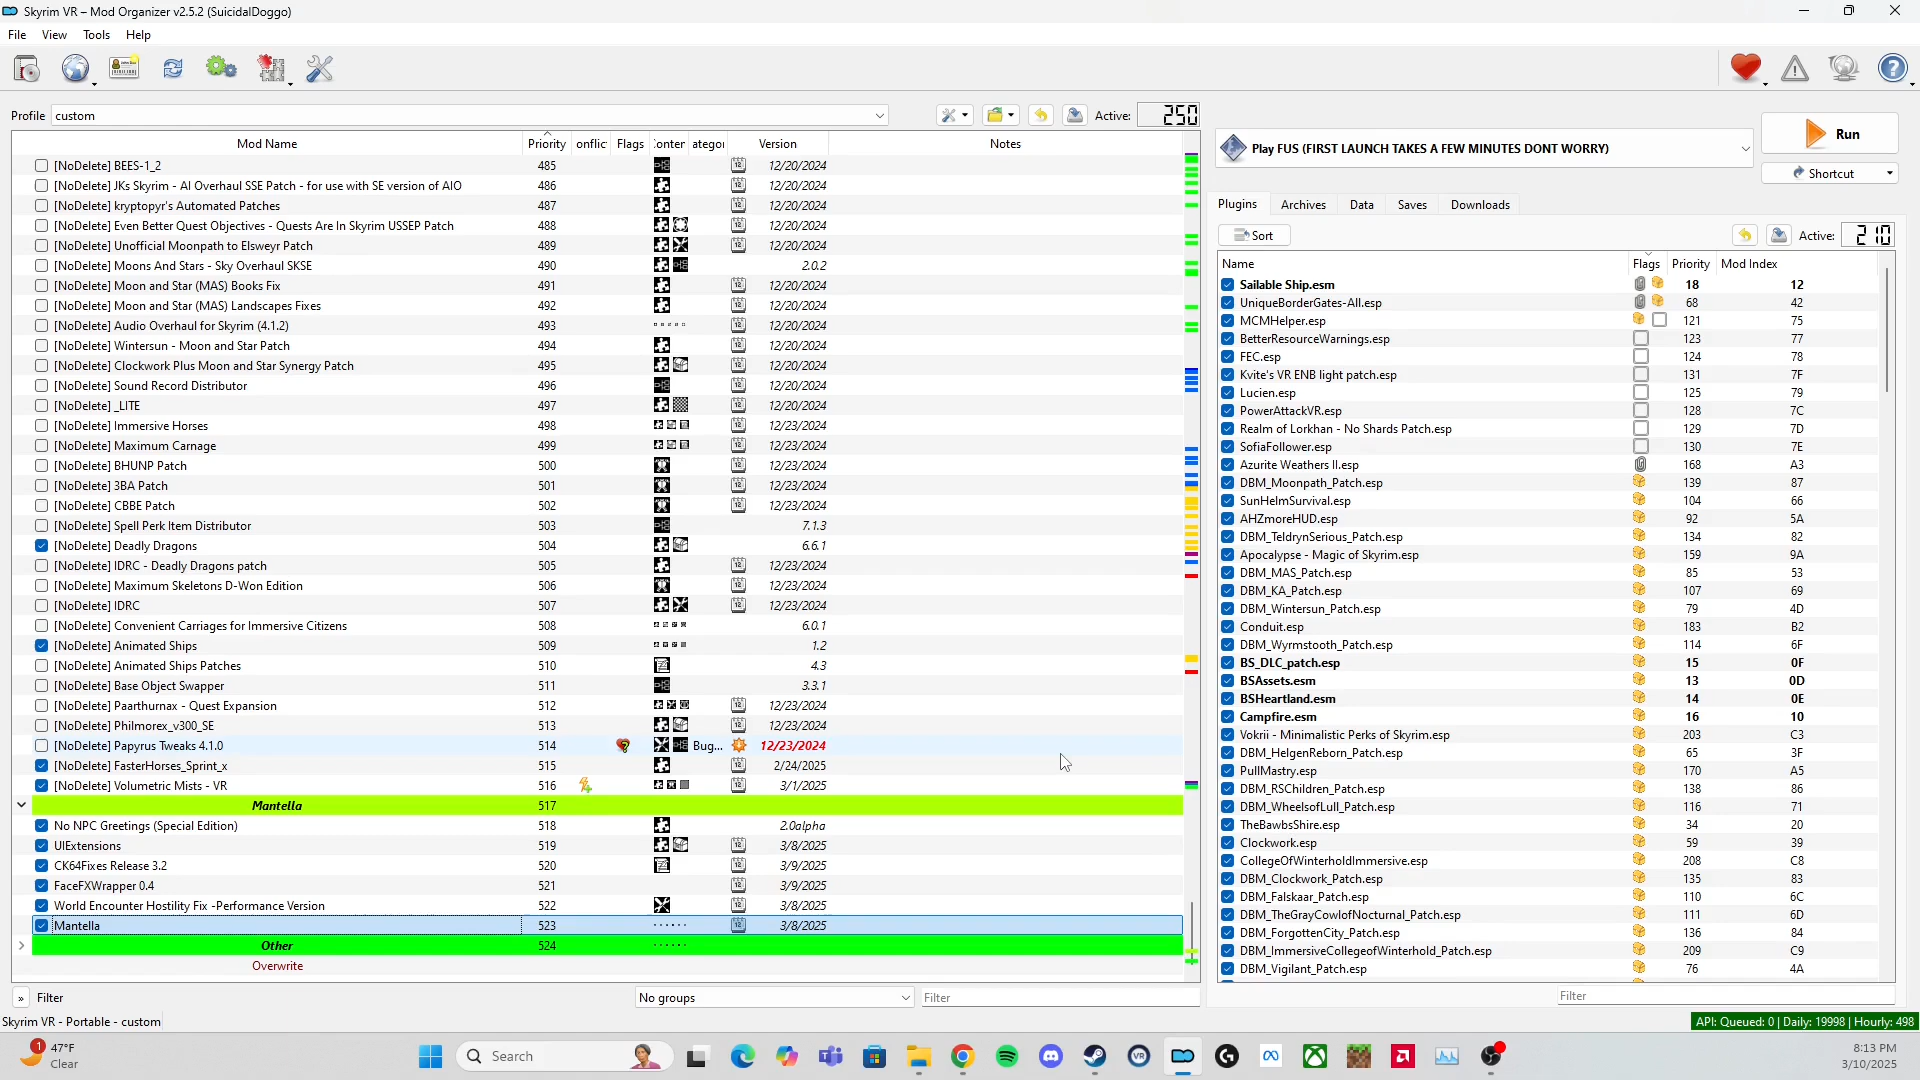 Skyrim VR – Mod Organizer v2.5.2 (SuicidalDoggo)
File View Tools Help
Profile custom Active: 250
Mod Name Priority onflic Flags :onter ategor Version Notes
[NoDelete] BEES-1_2 485 12/20/2024
[NoDelete] JKs Skyrim - AI Overhaul SSE Patch - for use with SE version of AIO 486 12/20/2024
[NoDelete] kryptopyr's Automated Patches 487 12/20/2024
[NoDelete] Even Better Quest Objectives - Quests Are In Skyrim USSEP Patch 488 12/20/2024
[NoDelete] Unofficial Moonpath to Elsweyr Patch 489 12/20/2024
[NoDelete] Moons And Stars - Sky Overhaul SKSE 490 2.0.2
[NoDelete] Moon and Star (MAS) Books Fix 491 12/20/2024
[NoDelete] Moon and Star (MAS) Landscapes Fixes 492 12/20/2024
[NoDelete] Audio Overhaul for Skyrim (4.1.2) 493 12/20/2024
[NoDelete] Wintersun - Moon and Star Patch 494 12/20/2024
[NoDelete] Clockwork Plus Moon and Star Synergy Patch 495 12/20/2024
[NoDelete] Sound Record Distributor 496 12/20/2024
[NoDelete] _LITE 497 12/20/2024
[NoDelete] Immersive Horses 498 12/23/2024
[NoDelete] Maximum Carnage 499 12/23/2024
[NoDelete] BHUNP Patch 500 12/23/2024
[NoDelete] 3BA Patch 501 12/23/2024
[NoDelete] CBBE Patch 502 12/23/2024
[NoDelete] Spell Perk Item Distributor 503 7.1.3
[NoDelete] Deadly Dragons 504 6.6.1
[NoDelete] IDRC - Deadly Dragons patch 505 12/23/2024
[NoDelete] Maximum Skeletons D-Won Edition 506 12/23/2024
[NoDelete] IDRC 507 12/23/2024
[NoDelete] Convenient Carriages for Immersive Citizens 508 6.0.1
[NoDelete] Animated Ships 509 1.2
[NoDelete] Animated Ships Patches 510 4.3
[NoDelete] Base Object Swapper 511 3.3.1
[NoDelete] Paarthurnax - Quest Expansion 512 12/23/2024
[NoDelete] Philmorex_v300_SE 513 12/23/2024
[NoDelete] Papyrus Tweaks 4.1.0 514 Bug... 12/23/2024
[NoDelete] FasterHorses_Sprint_x 515 2/24/2025
[NoDelete] Volumetric Mists - VR 516 3/1/2025
Mantella 517
No NPC Greetings (Special Edition) 518 2.0alpha
UIExtensions 519 3/8/2025
CK64Fixes Release 3.2 520 3/9/2025
FaceFXWrapper 0.4 521 3/9/2025
World Encounter Hostility Fix -Performance Version 522 3/8/2025
Mantella 523 3/8/2025
Other 524
Overwrite
» Filter No groups Filter
Skyrim VR - Portable - custom
Play FUS (FIRST LAUNCH TAKES A FEW MINUTES DONT WORRY) Run
Shortcut
Plugins Archives Data Saves Downloads
Sort Active: 210
Name Flags Priority Mod Index
Sailable Ship.esm 18 12
UniqueBorderGates-All.esp 68 42
MCMHelper.esp 121 75
BetterResourceWarnings.esp 123 77
FEC.esp 124 78
Kvite's VR ENB light patch.esp 131 7F
Lucien.esp 125 79
PowerAttackVR.esp 128 7C
Realm of Lorkhan - No Shards Patch.esp 129 7D
SofiaFollower.esp 130 7E
Azurite Weathers II.esp 168 A3
DBM_Moonpath_Patch.esp 139 87
SunHelmSurvival.esp 104 66
AHZmoreHUD.esp 92 5A
DBM_TeldrynSerious_Patch.esp 134 82
Apocalypse - Magic of Skyrim.esp 159 9A
DBM_MAS_Patch.esp 85 53
DBM_KA_Patch.esp 107 69
DBM_Wintersun_Patch.esp 79 4D
Conduit.esp 183 B2
DBM_Wyrmstooth_Patch.esp 114 6F
BS_DLC_patch.esp 15 0F
BSAssets.esm 13 0D
BSHeartland.esm 14 0E
Campfire.esm 16 10
Vokrii - Minimalistic Perks of Skyrim.esp 203 C3
DBM_HelgenReborn_Patch.esp 65 3F
PullMastry.esp 170 A5
DBM_RSChildren_Patch.esp 138 86
DBM_WheelsofLull_Patch.esp 116 71
TheBawbsShire.esp 34 20
Clockwork.esp 59 39
CollegeOfWinterholdImmersive.esp 208 C8
DBM_Clockwork_Patch.esp 135 83
DBM_Falskaar_Patch.esp 110 6C
DBM_TheGrayCowlofNocturnal_Patch.esp 111 6D
DBM_ForgottenCity_Patch.esp 136 84
DBM_ImmersiveCollegeofWinterhold_Patch.esp 209 C9
DBM_Vigilant_Patch.esp 76 4A
Filter
API: Queued: 0 | Daily: 19998 | Hourly: 498
1 47°F
Clear
Search
8:13 PM
3/10/2025